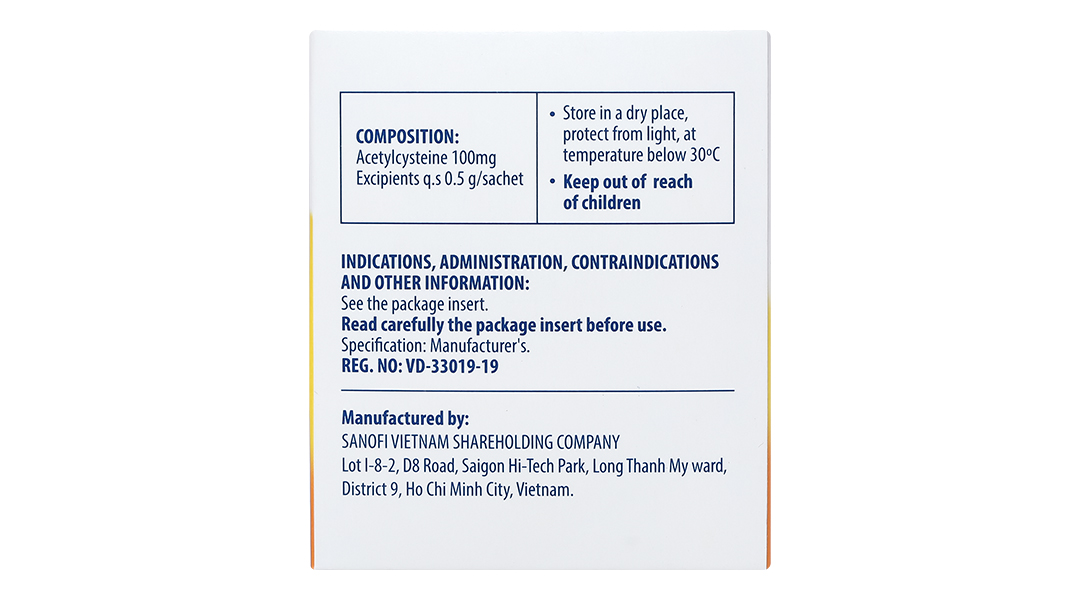 COMPOSITION:
Acetylcysteine 100mg
Excipients q.s 0.5 g/sachet
• Store in a dry place,
protect from light, at
temperature below 30ºC
• Keep out of reach
of children
INDICATIONS, ADMINISTRATION, CONTRAINDICATIONS
AND OTHER INFORMATION:
See the package insert.
Read carefully the package insert before use.
Specification: Manufacturer's.
REG. NO: VD-33019-19
Manufactured by:
SANOFI VIETNAM SHAREHOLDING COMPANY
Lot I-8-2, D8 Road, Saigon Hi-Tech Park, Long Thanh My ward,
District 9, Ho Chi Minh City, Vietnam.